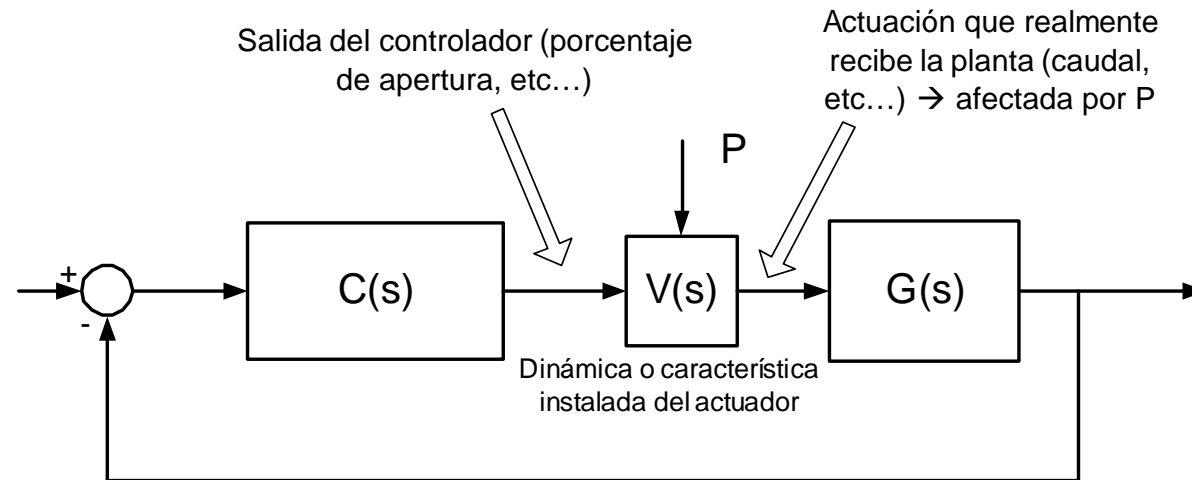 Salida del controlador (porcentaje
de apertura, etc…)
Actuación que realmente
recibe la planta (caudal,
etc…) → afectada por P
P
+
-
C(s)
V(s)
G(s)
Dinámica o característica
instalada del actuador